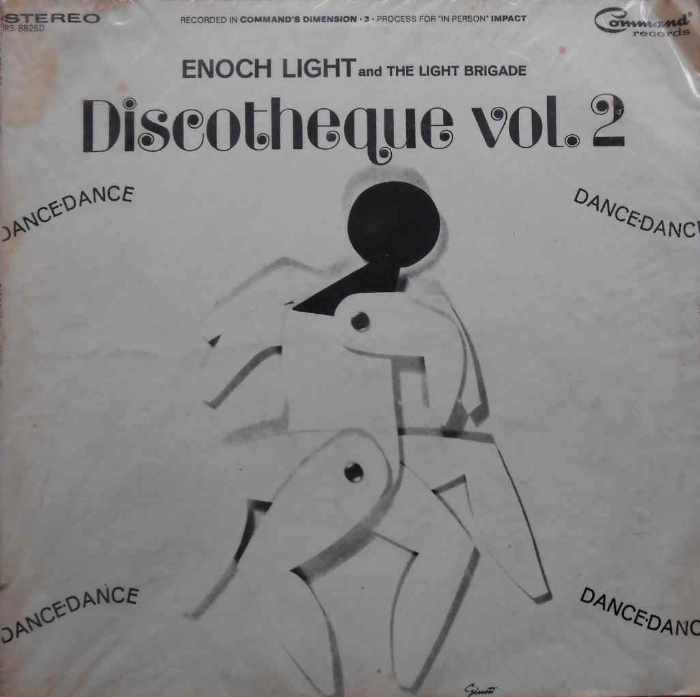 STEREO
RECORDED IN COMMAND'S DIMENSION · 3 · PROCESS FOR "IN PERSON" IMPACT
Command
records
ENOCH LIGHT and THE LIGHT BRIGADE
Discotheque vol. 2
DANCE·DANCE
DANCE·DANCE
DANCE·DANCE
DANCE·DANC